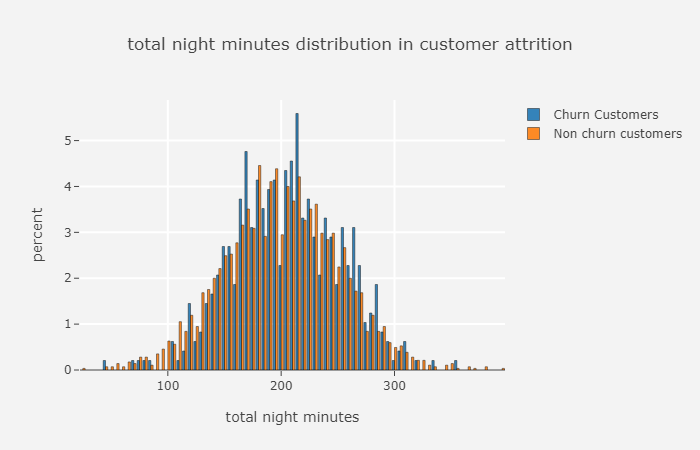 total night minutes distribution in customer attrition
Churn Customers
Non churn customers
5
4
3
2
1
0
percent
100 200 300
total night minutes